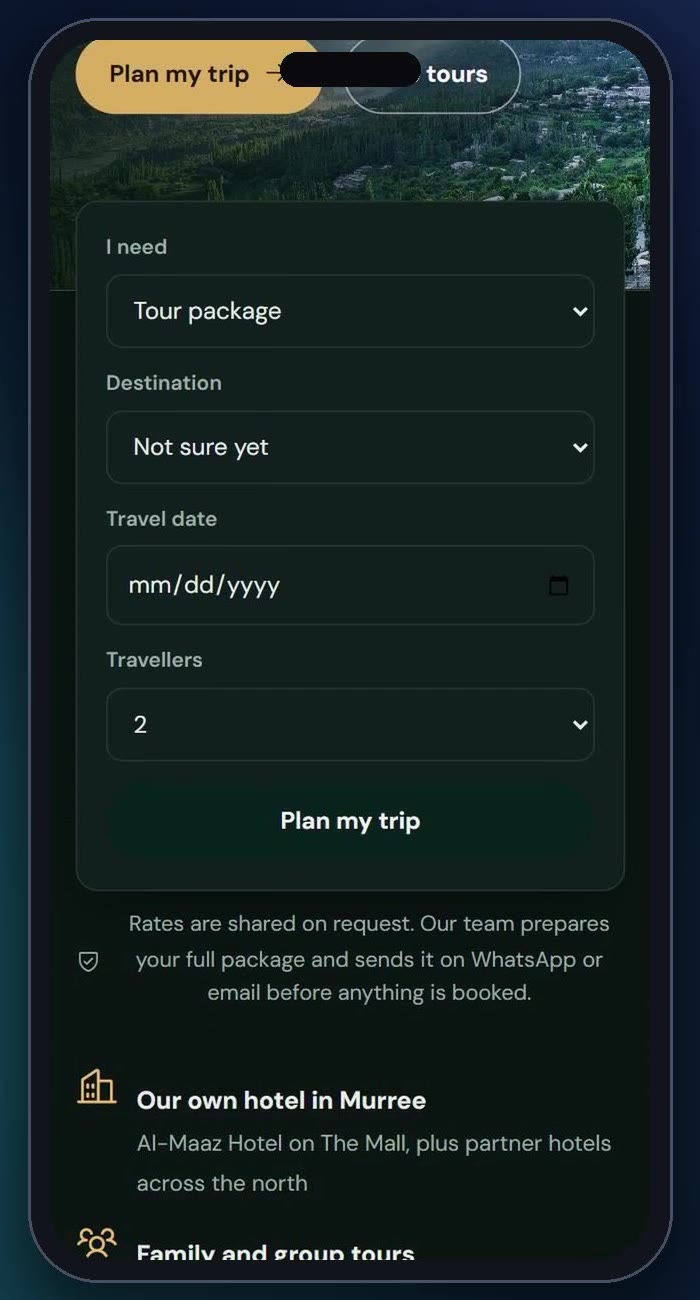 Plan my trip →
tours
I need
Tour package
Destination
Not sure yet
Travel date
mm/dd/yyyy
Travellers
2
Plan my trip
Rates are shared on request. Our team prepares
your full package and sends it on WhatsApp or
email before anything is booked.
Our own hotel in Murree
Al-Maaz Hotel on The Mall, plus partner hotels
across the north
Family and group tours